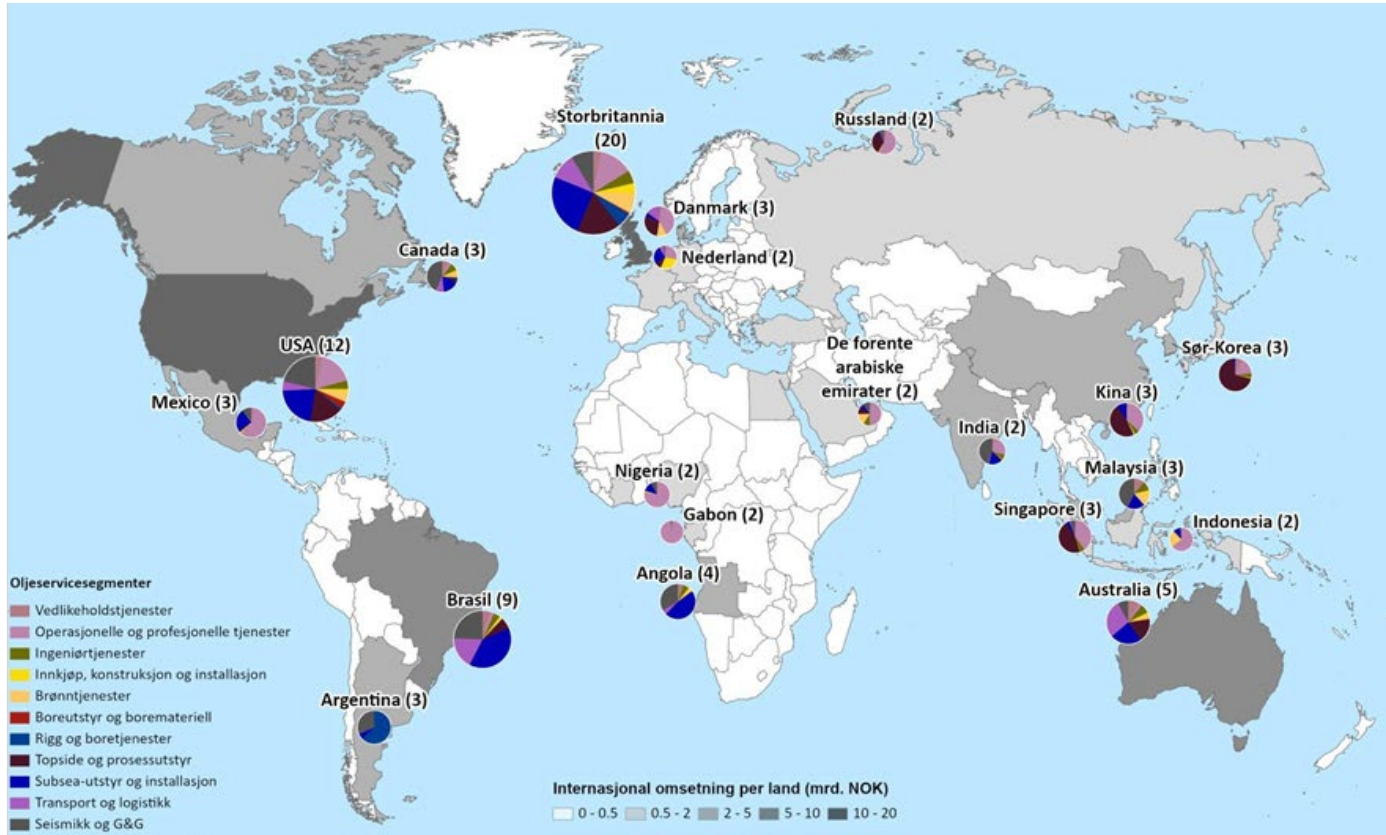 Storbritannia
(20)
Russland (2)
Danmark (3)
Canada (3)
Nederland (2)
De forente
arabiske
emirater (2)
USA (12)
Sør-Korea (3)
Mexico (3)
Kina (3)
India (2)
Nigeria (2)
Malaysia (3)
Gabon (2)
Singapore (3)
Indonesia (2)
Angola (4)
Brasil (9)
Australia (5)
Argentina (3)
Oljeservicesegmenter
Vedlikeholdstjenester
Operasjonelle og profesjonelle tjenester
Ingeniørtjenester
Innkjøp, konstruksjon og installasjon
Brønntjenester
Boreutstyr og boremateriell
Rigg og boretjenester
Topside og prosessutstyr
Subsea-utstyr og installasjon
Transport og logistikk
Seismikk og G&G
Internasjonal omsetning per land (mrd. NOK)
0 - 0.5 0.5 - 2 2 - 5 5 - 10 10 - 20